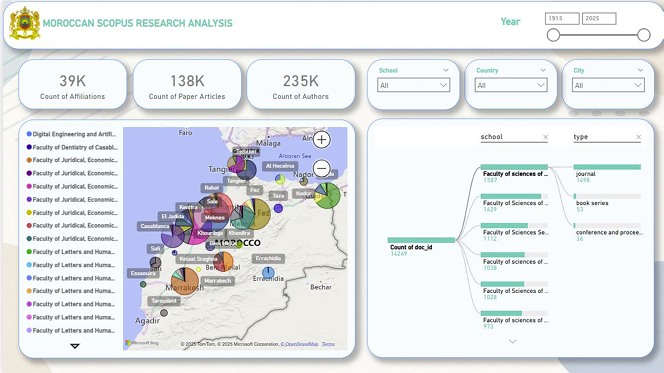 MOROCCAN SCOPUS RESEARCH ANALYSIS
Year
1913
2025
39K
Count of Affiliations
138K
Count of Paper Articles
235K
Count of Authors
School
All
Country
All
City
All
Digital Engineering and Artifi...
Faculty of Dentistry of Casabl...
Faculty of Juridical, Economic...
Faculty of Juridical, Economic...
Faculty of Juridical, Economic...
Faculty of Juridical, Economic...
Faculty of Juridical, Economic...
Faculty of Juridical, Economic...
Faculty of Juridical, Economic...
Faculty of Letters and Huma...
Faculty of Letters and Huma...
Faculty of Letters and Huma...
Faculty of Letters and Huma...
Faculty of Letters and Huma...
Faculty of Letters and Huma...
Faculty of Letters and Huma...
Faro
Málaga
Alboran Sea
Tangier
Al Hoceima
Nador
Rabat
Fez
Taza
Kenitra
Sale
El Jadida
Meknes
Fez
Casablanca
Khouribga
Khenifra
Safi
Kelaat Sraghna
Beni Mellal
Errachidia
Errachidia
Essaouira
Marrakech
Marrakesh
Taroudant
Bechar
Agadir
Microsoft Bing
© 2025 TomTom, © 2025 Microsoft Corporation, © OpenStreetMap Terms
school
type
Faculty of sciences of ...
1587
Faculty of Sciences of ...
1429
Faculty of Sciences Se...
1112
Faculty of Sciences of ...
1038
Faculty of Sciences of ...
1028
Faculty of sciences of ...
973
journal
1498
book series
53
conference and procee...
36
Count of doc_id
14269